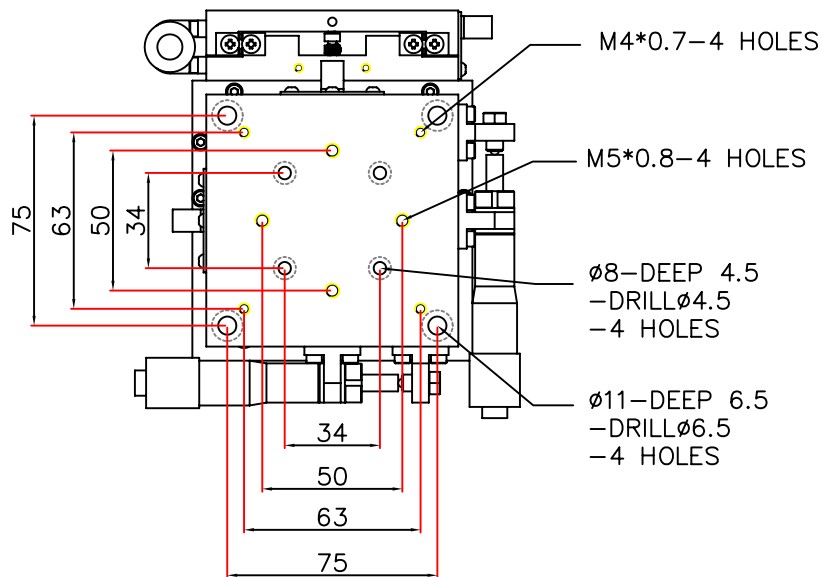 M4*0.7-4 HOLES
M5*0.8-4 HOLES
75
63
50
34
ø8-DEEP 4.5
-DRILLø4.5
-4 HOLES
ø11-DEEP 6.5
-DRILLø6.5
-4 HOLES
34
50
63
75